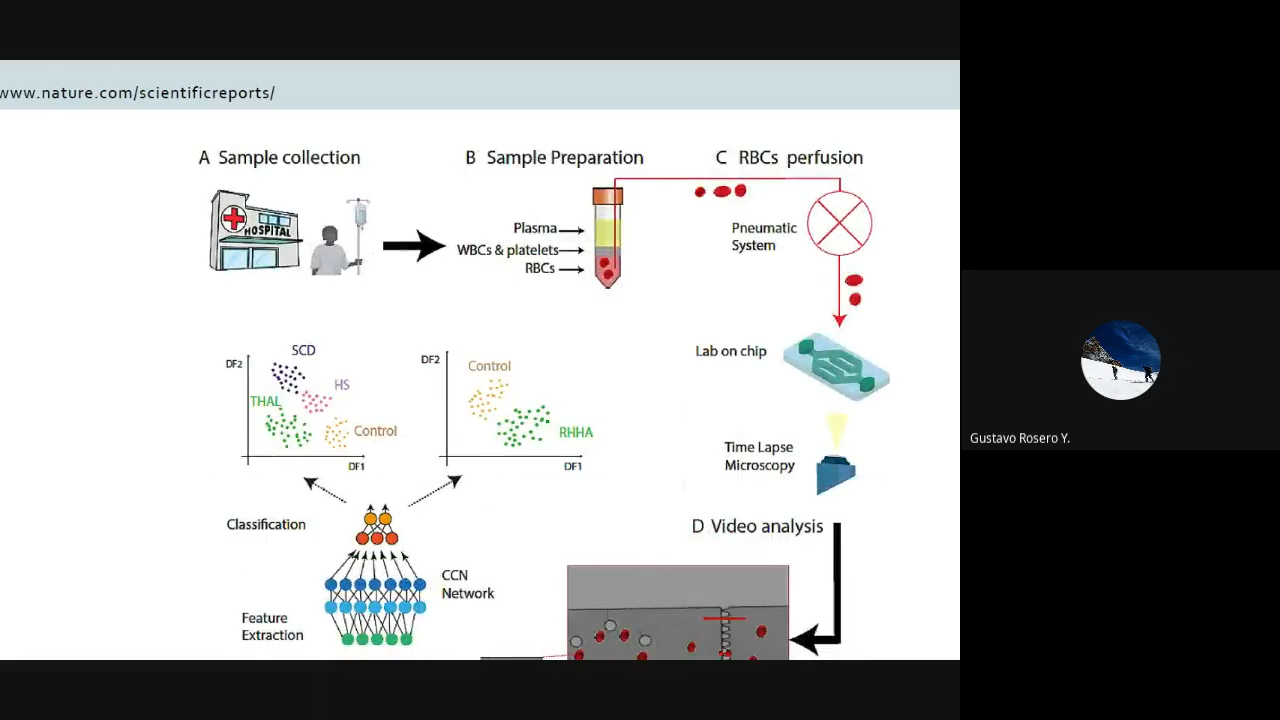 www.nature.com/scientificreports/
A Sample collection
B Sample Preparation
C RBCs perfusion
HOSPITAL
Plasma
WBCs & platelets
RBCs
Pneumatic
System
Lab on chip
Time Lapse
Microscopy
D Video analysis
SCD
DF2
HS
THAL
Control
DF1
DF2
Control
RHHA
DF1
Classification
CCN
Network
Feature
Extraction
Gustavo Rosero Y.